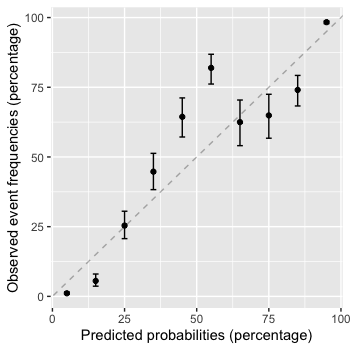 Observed event frequencies (percentage)
100
75
50
25
0
0 25 50 75 100
Predicted probabilities (percentage)